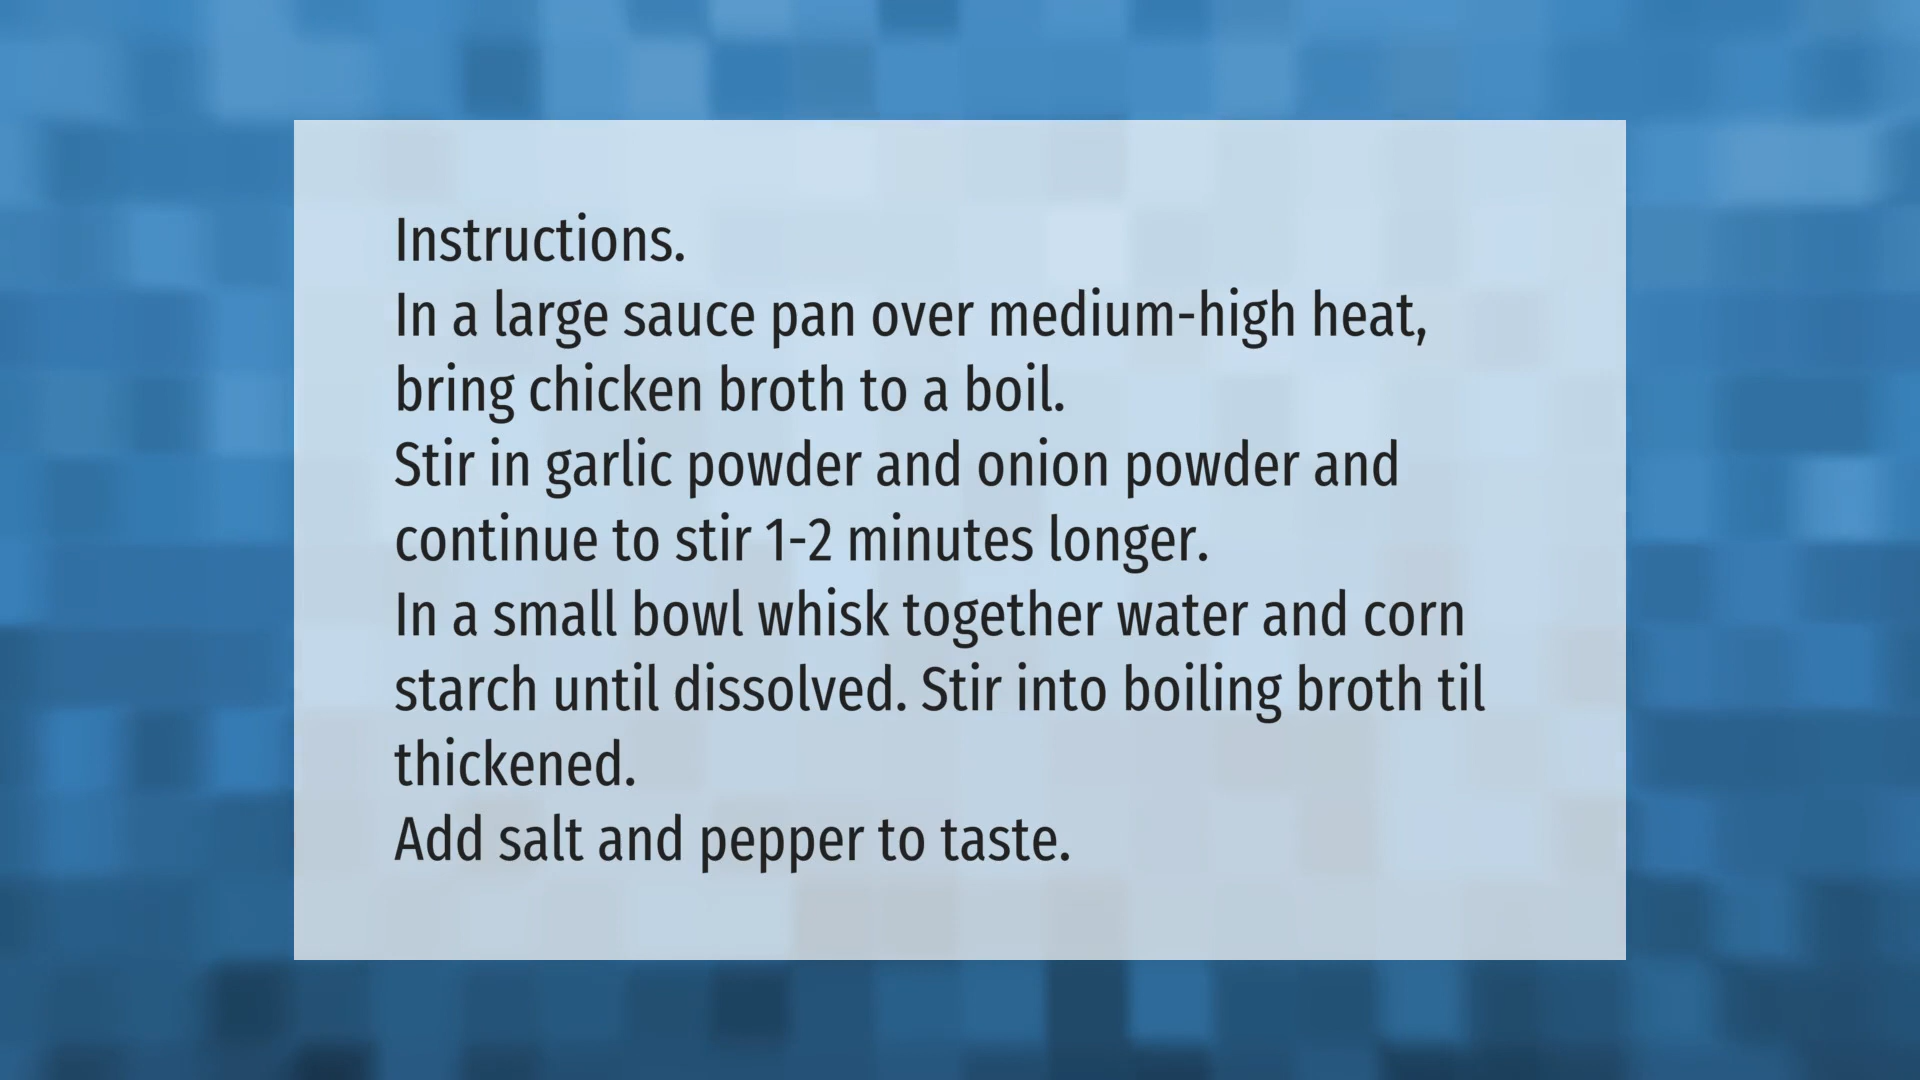 Instructions.
In a large sauce pan over medium-high heat,
bring chicken broth to a boil.
Stir in garlic powder and onion powder and
continue to stir 1-2 minutes longer.
In a small bowl whisk together water and corn
starch until dissolved. Stir into boiling broth til
thickened.
Add salt and pepper to taste.